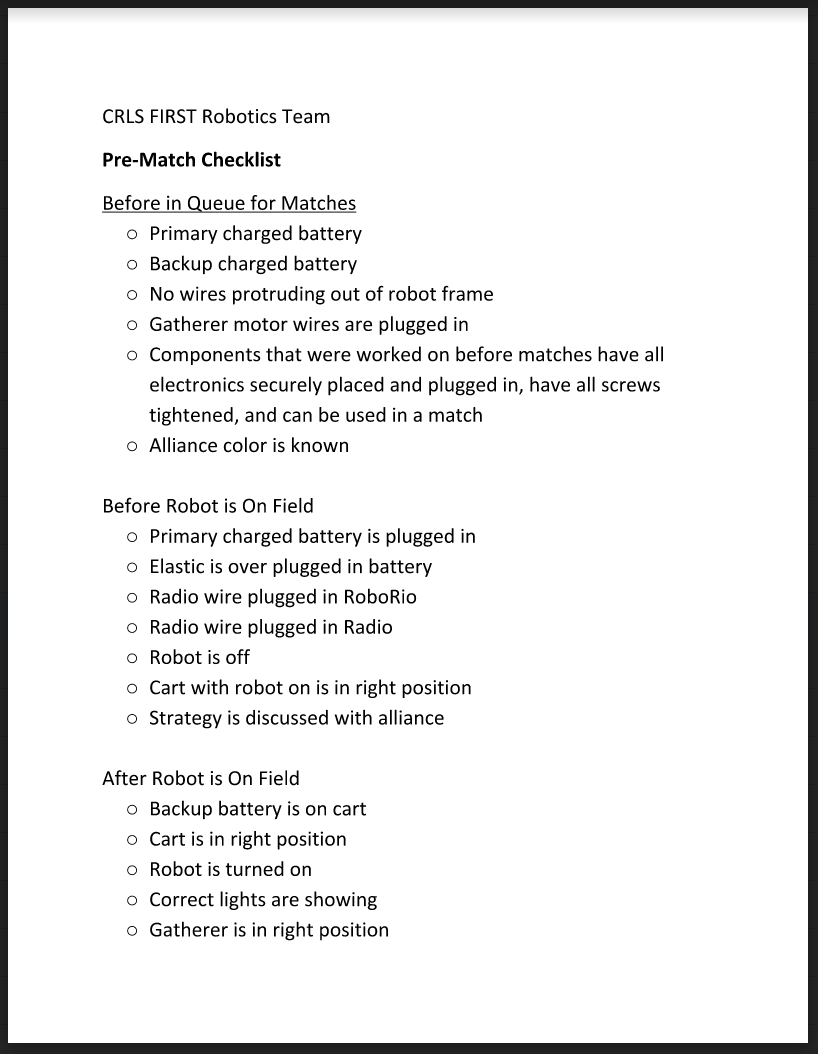 CRLS FIRST Robotics Team
Pre-Match Checklist
Before in Queue for Matches
○ Primary charged battery
○ Backup charged battery
○ No wires protruding out of robot frame
○ Gatherer motor wires are plugged in
○ Components that were worked on before matches have all
electronics securely placed and plugged in, have all screws
tightened, and can be used in a match
○ Alliance color is known
Before Robot is On Field
○ Primary charged battery is plugged in
○ Elastic is over plugged in battery
○ Radio wire plugged in RoboRio
○ Radio wire plugged in Radio
○ Robot is off
○ Cart with robot on is in right position
○ Strategy is discussed with alliance
After Robot is On Field
○ Backup battery is on cart
○ Cart is in right position
○ Robot is turned on
○ Correct lights are showing
○ Gatherer is in right position